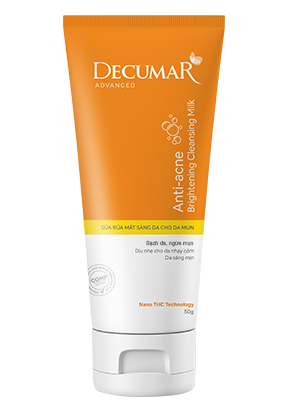 DECUMAR
ADVANCED
Anti-acne
Brightening Cleansing Milk
SỮA RỬA MẶT SÁNG DA CHO DA MỤN
Sạch da, ngừa mụn
Dịu nhẹ cho da nhạy cảm
Da sáng mịn
Nano THC Technology
50g